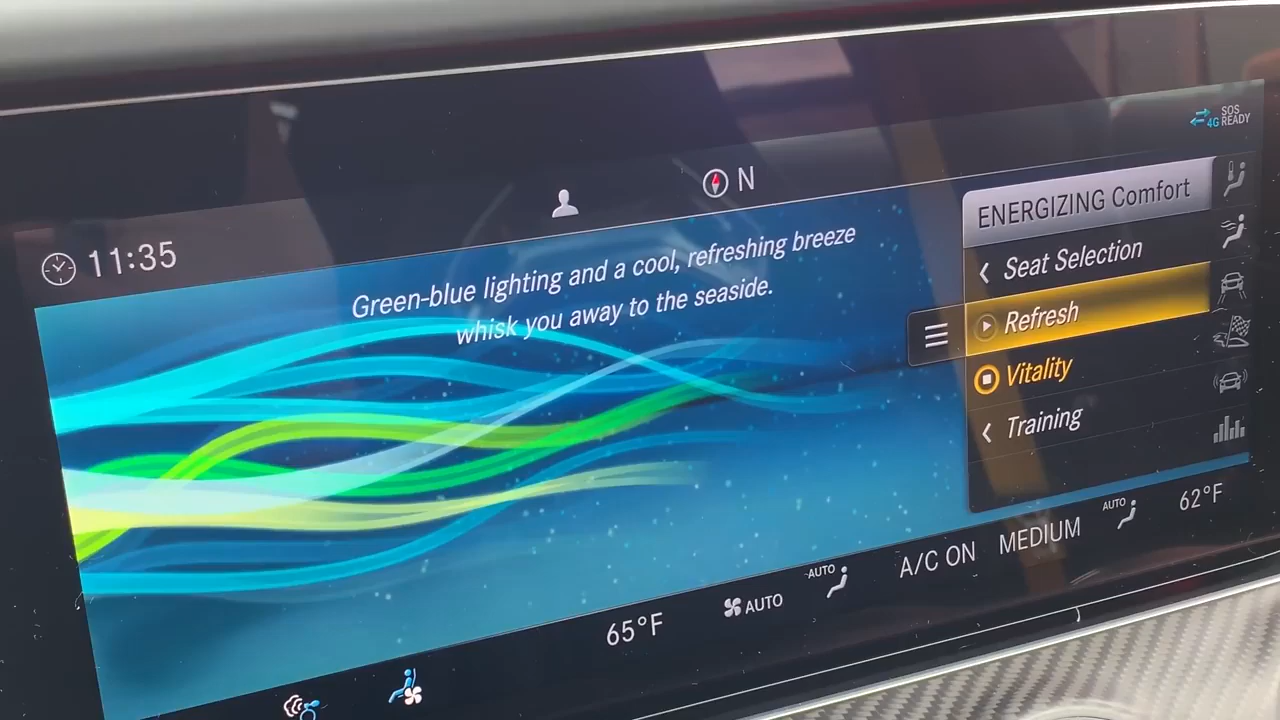 SOS
4G READY
N
11:35
Green-blue lighting and a cool, refreshing breeze
whisk you away to the seaside.
ENERGIZING Comfort
Seat Selection
Refresh
Vitality
Training
65°F
AUTO
AUTO
A/C ON
MEDIUM
AUTO
62°F